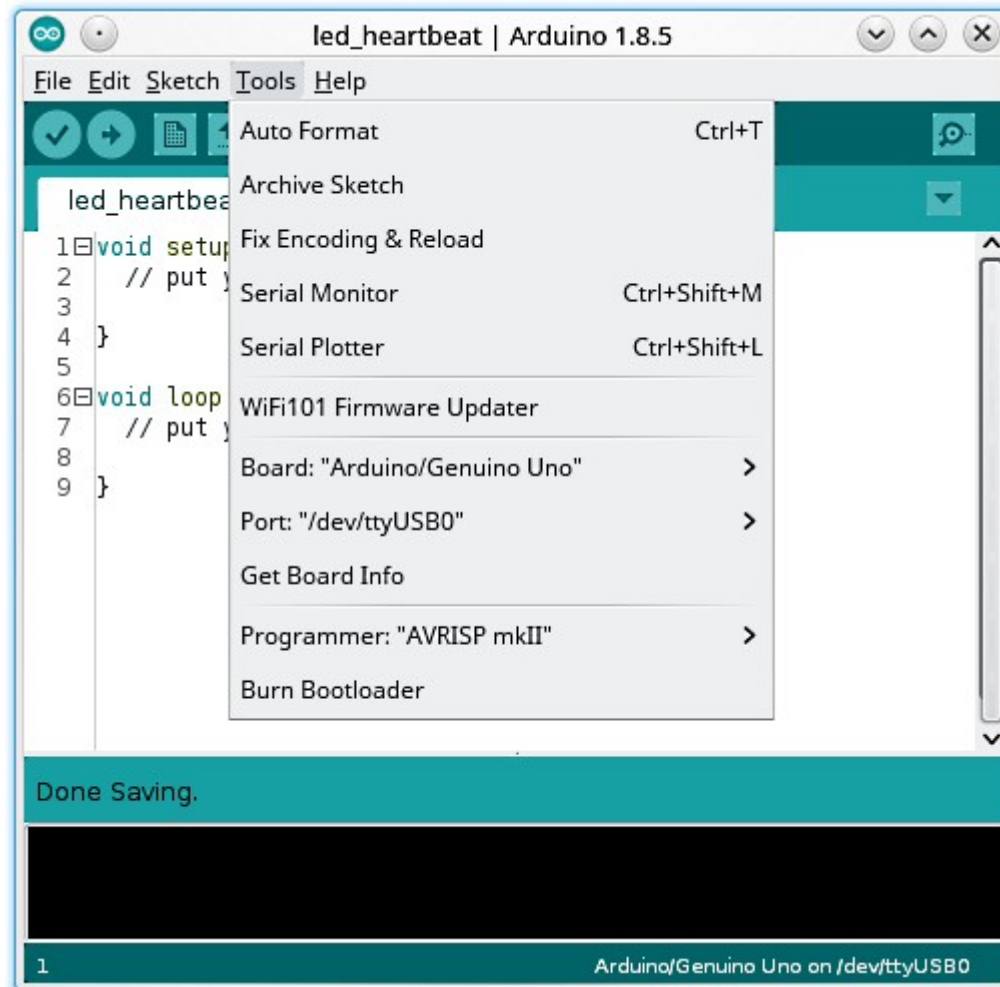 led_heartbeat | Arduino 1.8.5
File Edit Sketch Tools Help
Auto Format Ctrl+T
Archive Sketch
Fix Encoding & Reload
Serial Monitor Ctrl+Shift+M
Serial Plotter Ctrl+Shift+L
WiFi101 Firmware Updater
Board: "Arduino/Genuino Uno"
Port: "/dev/ttyUSB0"
Get Board Info
Programmer: "AVRISP mkII"
Burn Bootloader
led_heartbea
1 void setup
2 // put y
3
4 }
5
6 void loop
7 // put y
8
9 }
Done Saving.
1 Arduino/Genuino Uno on /dev/ttyUSB0